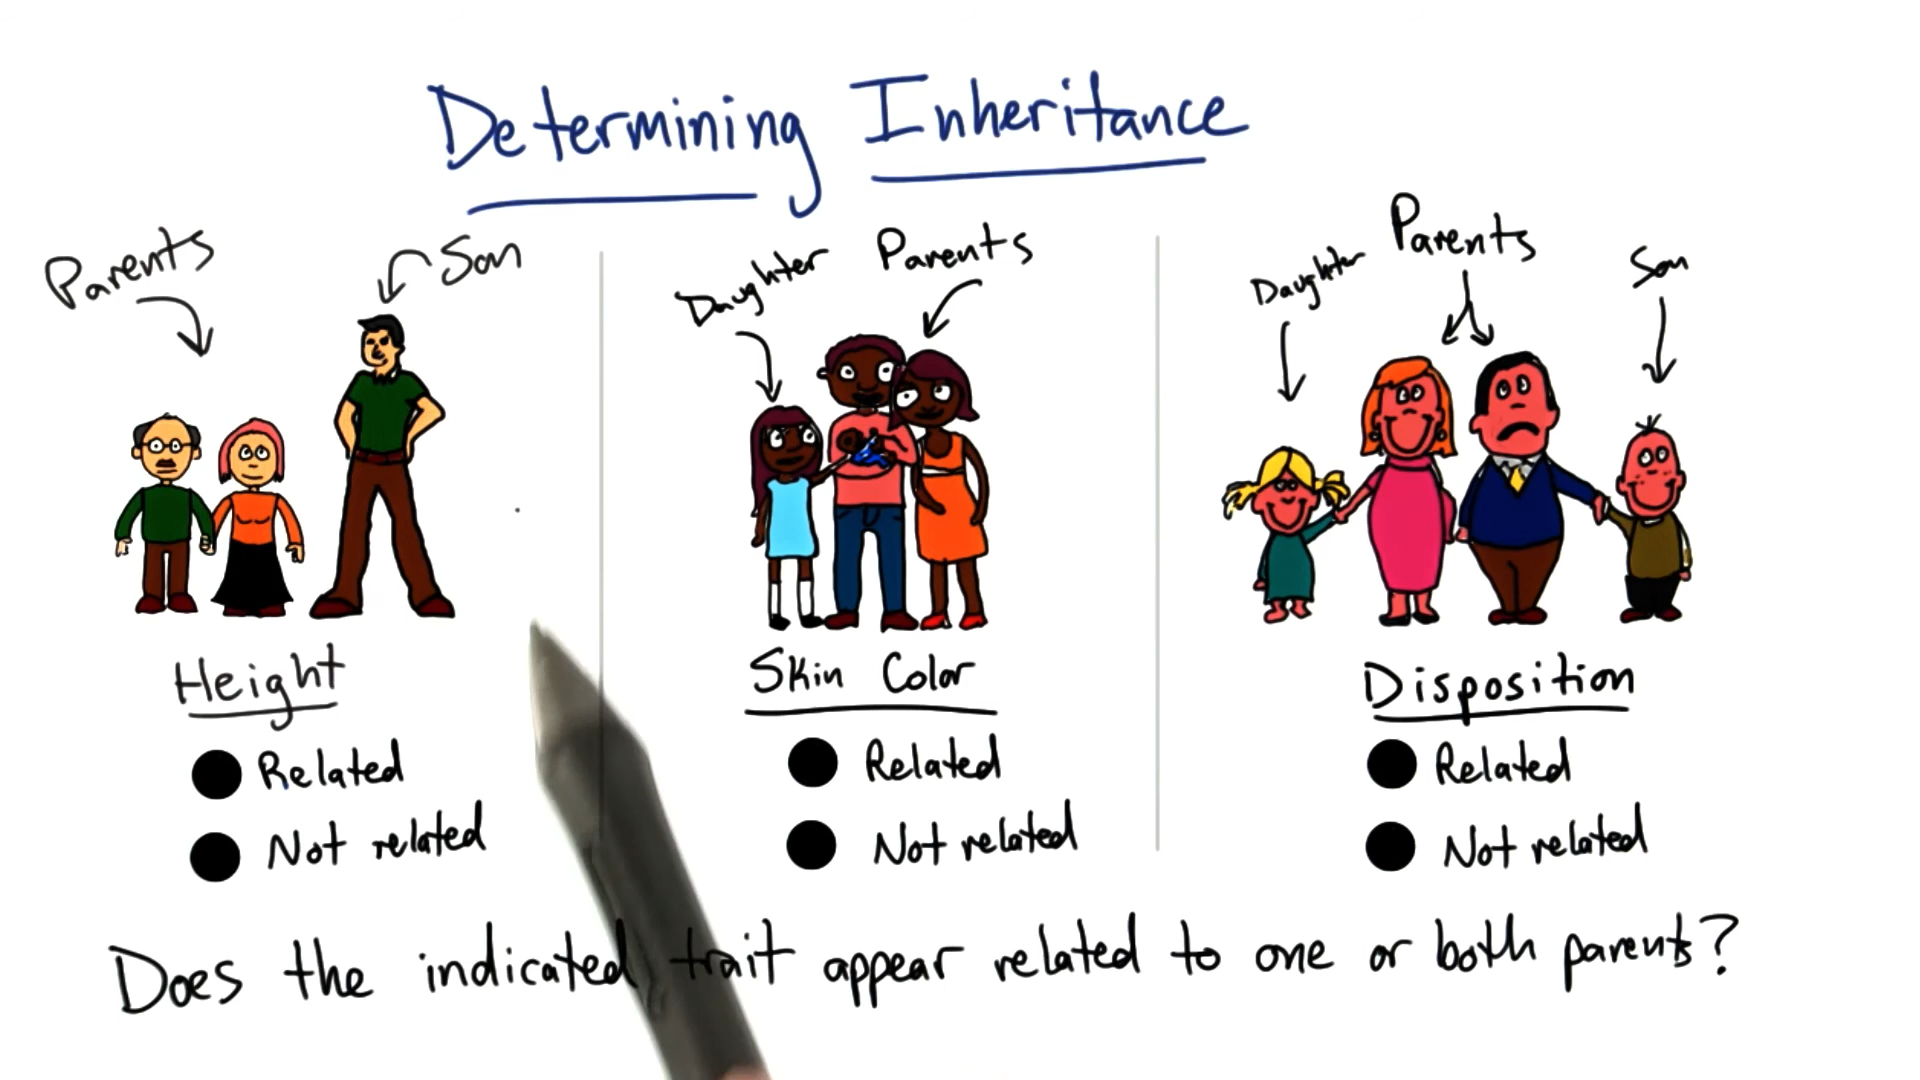 Determining Inheritance
Parents
Son
Daughter
Parents
Daughter
Parents
Son
Height
Related
Not related
Skin Color
Related
Not related
Disposition
Related
Not related
Does the indicated trait appear related to one or both parents?